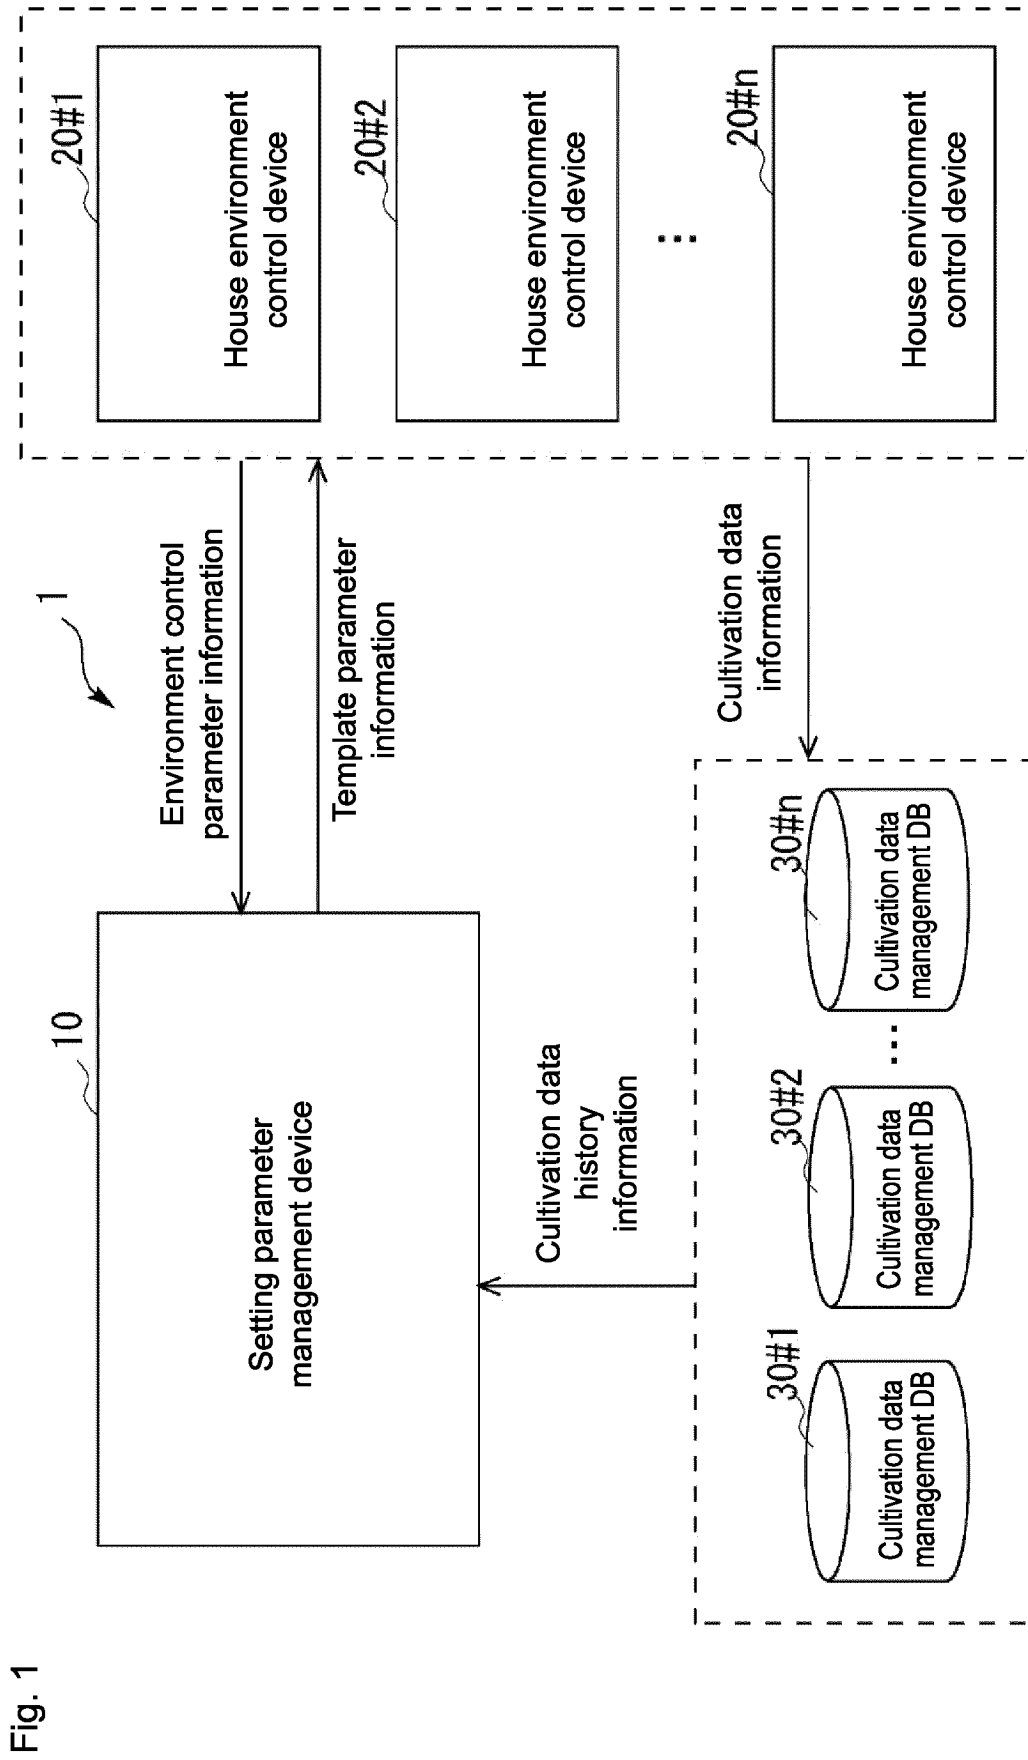 Fig. 1
1
10
Setting parameter
management device
Environment control
parameter information
Template parameter
information
20#1
House environment
control device
20#2
House environment
control device
⋮
20#n
House environment
control device
Cultivation data
history
information
Cultivation data
information
30#1
Cultivation data
management DB
30#2
Cultivation data
management DB
...
30#n
Cultivation data
management DB